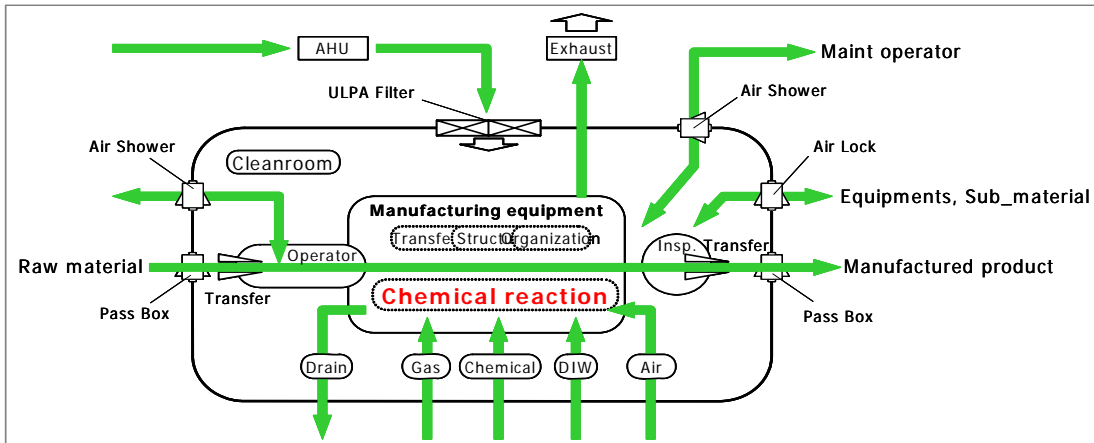 AHU
Exhaust
Maint operator
ULPA Filter
Air Shower
Air Shower
Air Lock
Cleanroom
Equipments, Sub_material
Manufacturing equipment
Organization
Insp. Transfer
Operator
Raw material
Manufactured product
Transfer
Chemical reaction
Pass Box
Pass Box
Drain
Gas
Chemical
DIW
Air